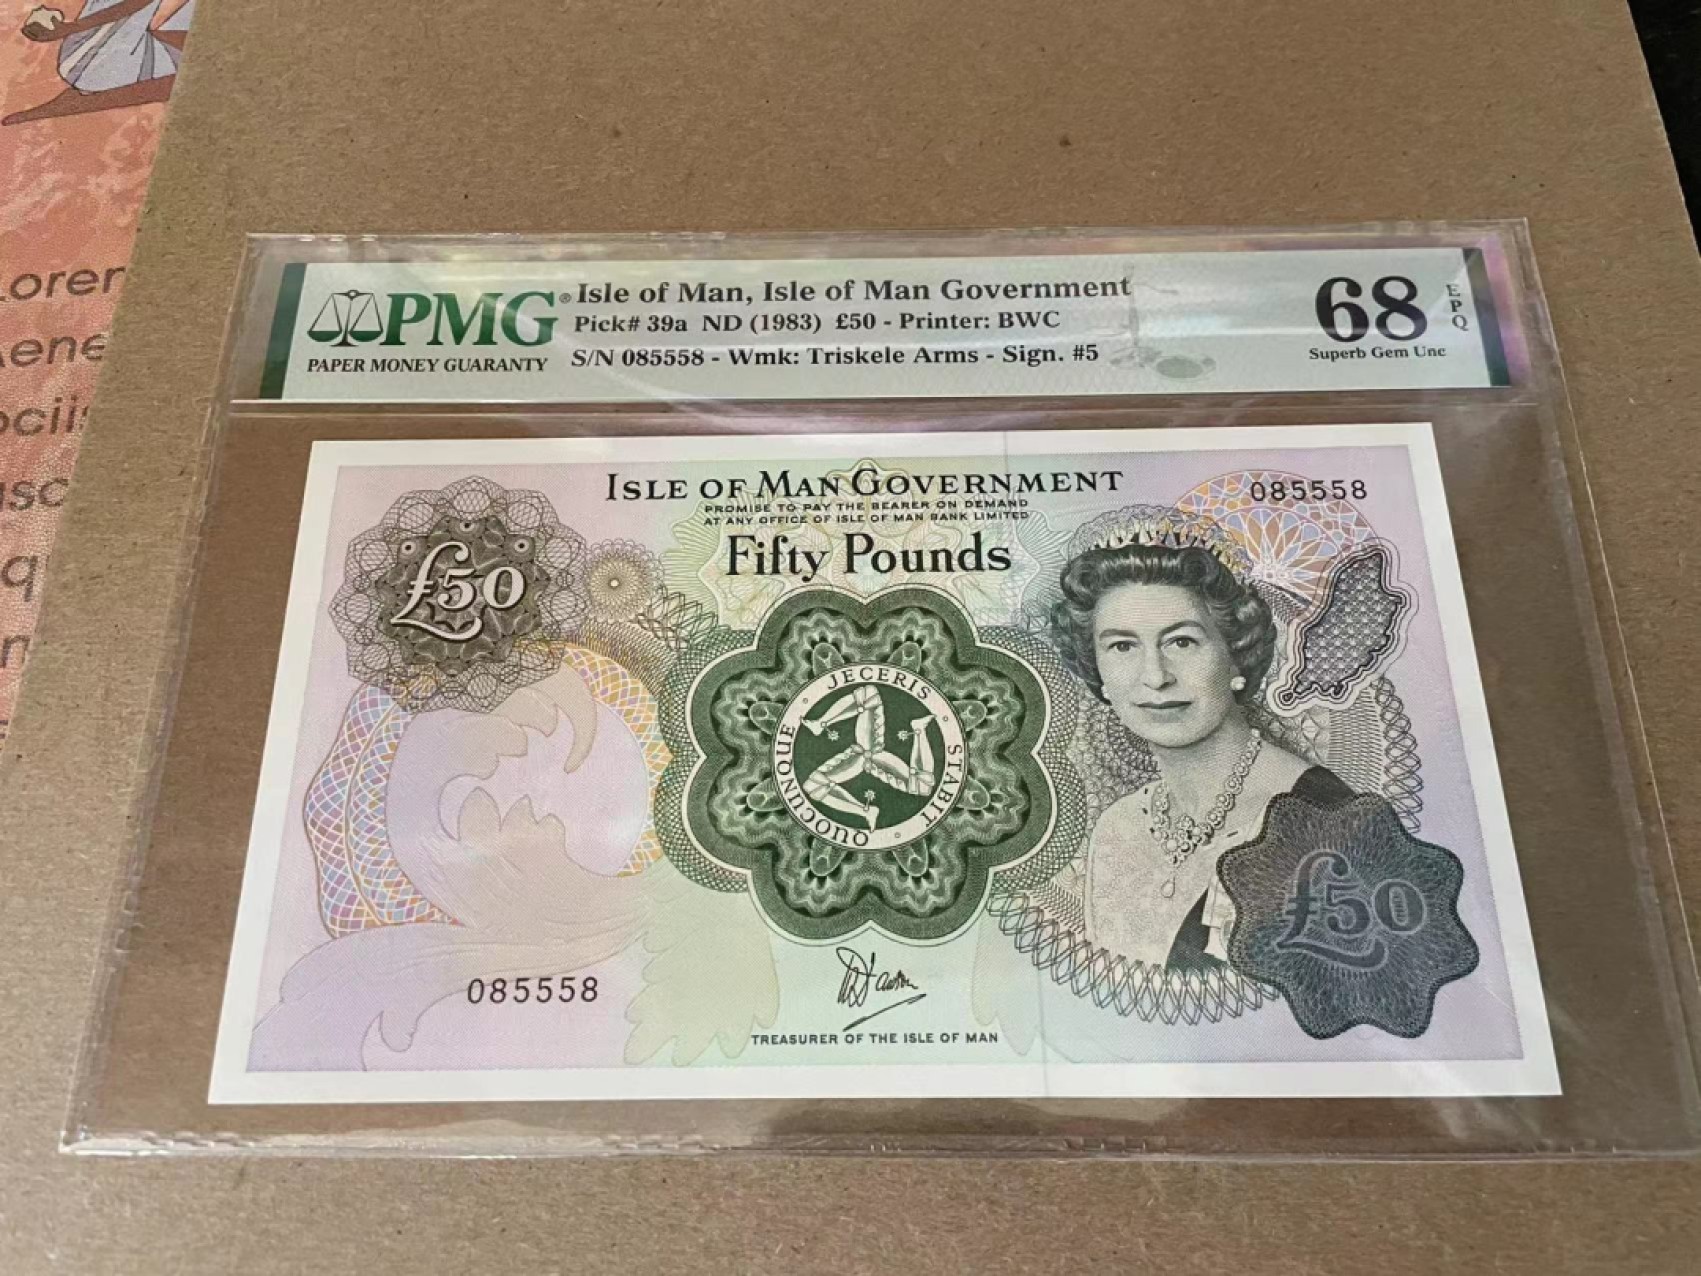 PMG®
PAPER MONEY GUARANTY
Isle of Man, Isle of Man Government
Pick# 39a ND (1983) £50 - Printer: BWC
S/N 085558 - Wmk: Triskele Arms - Sign. #5
68 EPQ
Superb Gem Unc
ISLE OF MAN GOVERNMENT
PROMISE TO PAY THE BEARER ON DEMAND
AT ANY OFFICE OF ISLE OF MAN BANK LIMITED
Fifty Pounds
085558
£50
QUOCUNQUE · JECERIS · STABIT
£50
085558
TREASURER OF THE ISLE OF MAN